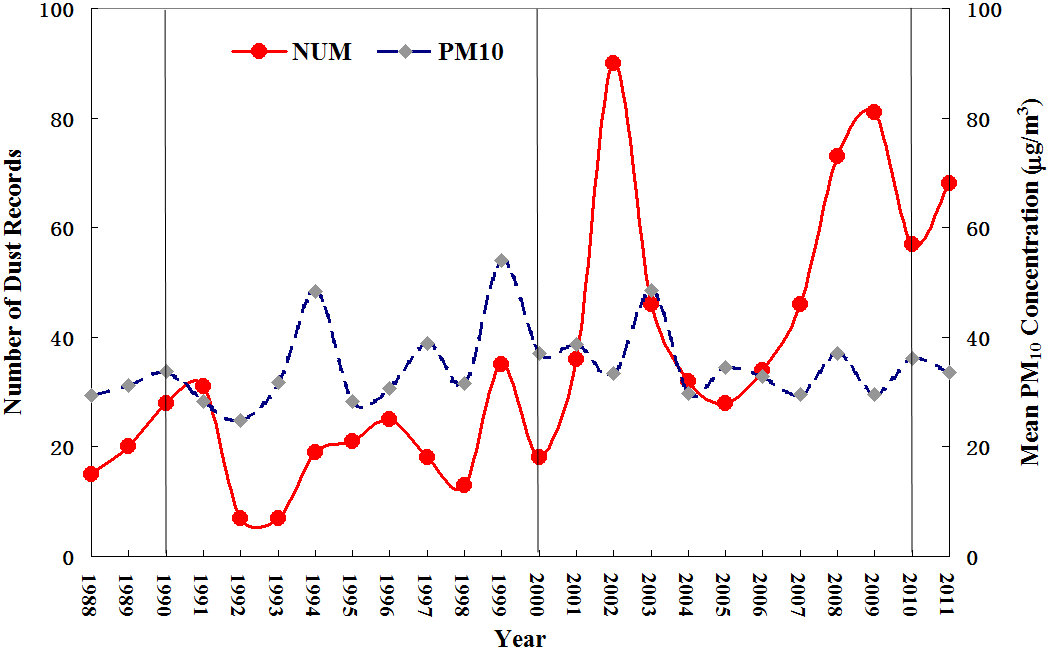 NUM PM10
100 100
80 80
60 60
40 40
20 20
0 0
Number of Dust Records
Mean PM10 Concentration (µg/m³)
1988 1989 1990 1991 1992 1993 1994 1995 1996 1997 1998 1999 2000 2001 2002 2003 2004 2005 2006 2007 2008 2009 2010 2011
Year